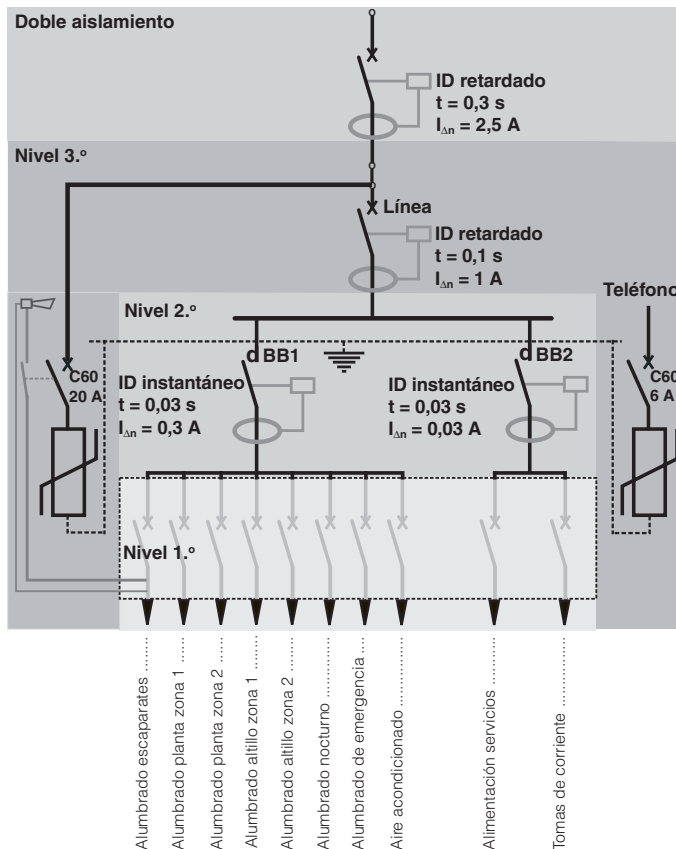 Doble aislamiento
ID retardado
t = 0,3 s
IΔn = 2,5 A
Nivel 3.º
Línea
ID retardado
t = 0,1 s
IΔn = 1 A
Teléfono
Nivel 2.º
BB1
BB2
C60
20 A
ID instantáneo
t = 0,03 s
IΔn = 0,3 A
ID instantáneo
t = 0,03 s
IΔn = 0,03 A
C60
6 A
Nivel 1.º
Alumbrado escaparates .........
Alumbrado planta zona 1 ......
Alumbrado planta zona 2 ......
Alumbrado altillo zona 1 ........
Alumbrado altillo zona 2 ........
Alumbrado nocturno ..............
Alumbrado de emergencia .....
Aire acondicionado .................
Alimentación servicios ............
Tomas de corriente .................